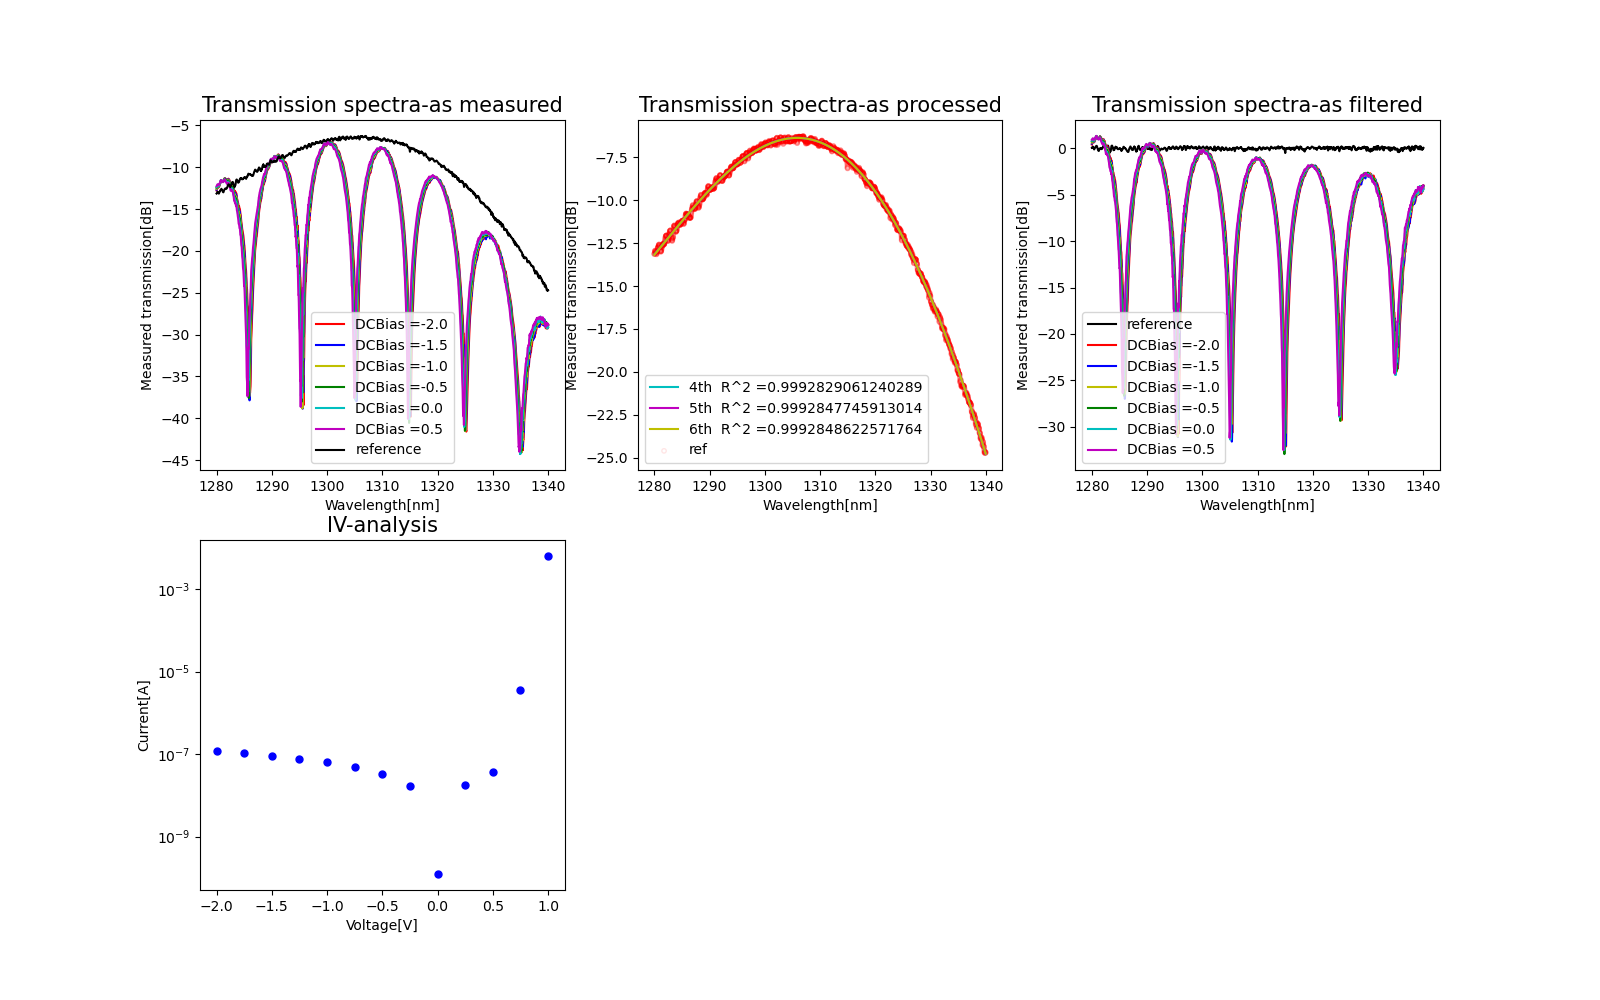 Transmission spectra-as measured
Measured transmission[dB]
−5
−10
−15
−20
−25
−30
−35
−40
−45
DCBias =-2.0
DCBias =-1.5
DCBias =-1.0
DCBias =-0.5
DCBias =0.0
DCBias =0.5
reference
1280 1290 1300 1310 1320 1330 1340
Wavelength[nm]
Transmission spectra-as processed
Measured transmission[dB]
−7.5
−10.0
−12.5
−15.0
−17.5
−20.0
−22.5
−25.0
4th R^2 =0.9992829061240289
5th R^2 =0.9992847745913014
6th R^2 =0.9992848622571764
ref
1280 1290 1300 1310 1320 1330 1340
Wavelength[nm]
Transmission spectra-as filtered
Measured transmission[dB]
0
−5
−10
−15
−20
−25
−30
reference
DCBias =-2.0
DCBias =-1.5
DCBias =-1.0
DCBias =-0.5
DCBias =0.0
DCBias =0.5
1280 1290 1300 1310 1320 1330 1340
Wavelength[nm]
IV-analysis
Current[A]
10⁻³
10⁻⁵
10⁻⁷
10⁻⁹
−2.0 −1.5 −1.0 −0.5 0.0 0.5 1.0
Voltage[V]